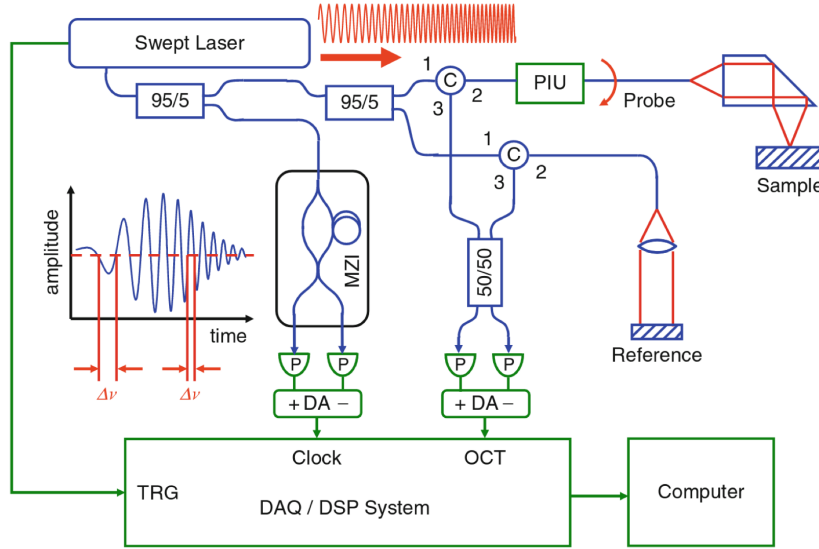 Swept Laser
95/5
95/5
1
C
2
3
PIU
Probe
1
C
2
3
Sample
amplitude
time
Δν
Δν
MZI
50/50
Reference
P
P
P
P
+ DA −
+ DA −
Clock
OCT
TRG
DAQ / DSP System
Computer